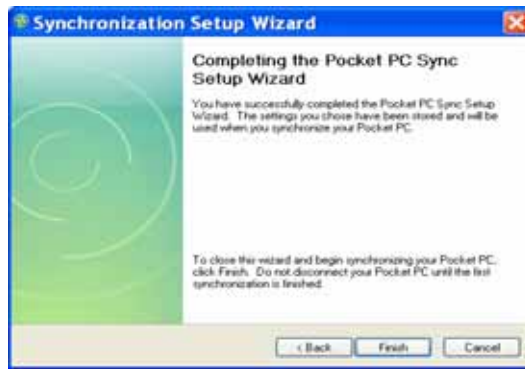 Synchronization Setup Wizard
Completing the Pocket PC Sync
Setup Wizard
You have successfully completed the Pocket PC Sync Setup
Wizard. The settings you chose have been stored and will be
used when you synchronize your Pocket PC.
To close this wizard and begin synchronizing your Pocket PC,
click Finish. Do not disconnect your Pocket PC until the first
synchronization is finished.
< Back Finish Cancel